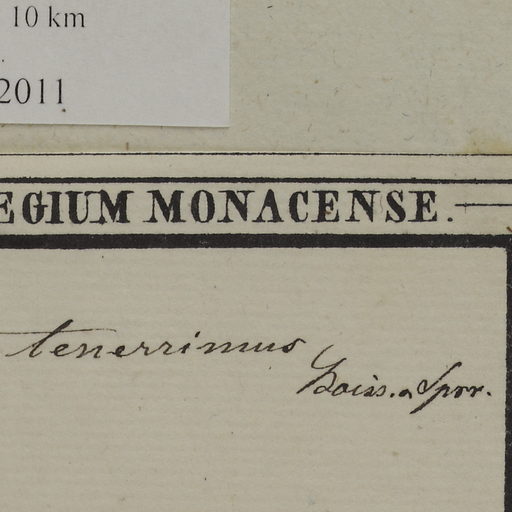 10 km
2011
EGIUM MONACENSE.
tenerrimus
Boiss. a Spr.